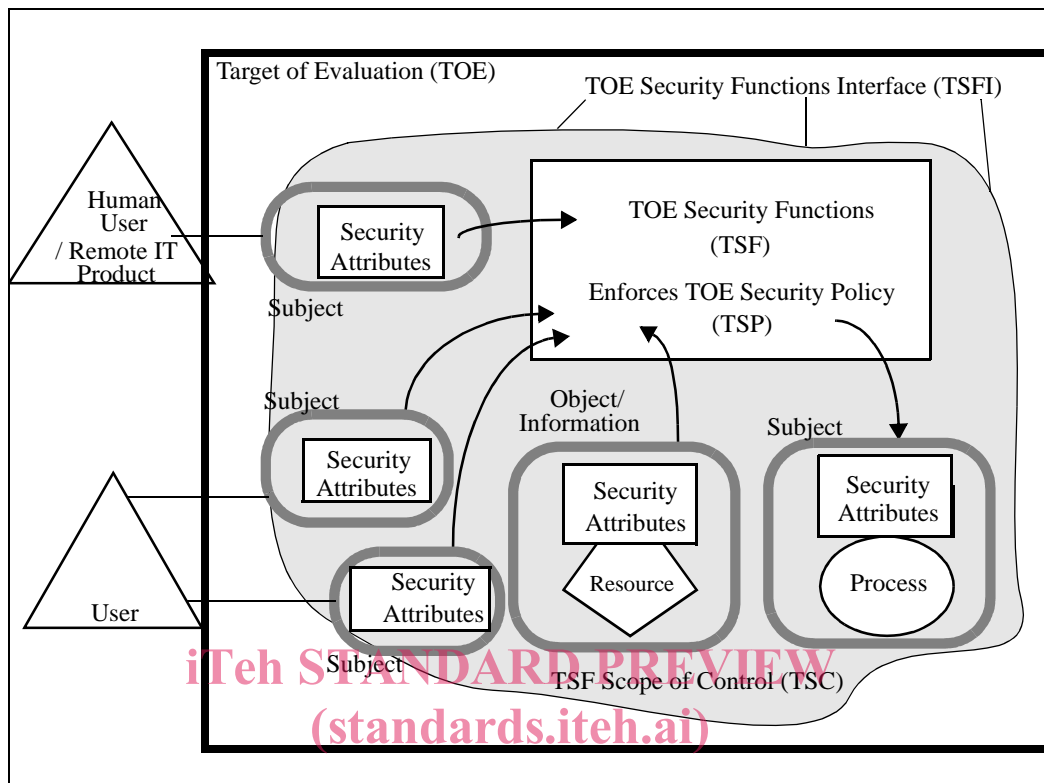 Target of Evaluation (TOE)
TOE Security Functions Interface (TSFI)
Human
User
/ Remote IT
Product
Security
Attributes
Subject
TOE Security Functions
(TSF)
Enforces TOE Security Policy
(TSP)
Subject
Security
Attributes
Object/
Information
Security
Attributes
Resource
Subject
Security
Attributes
Process
User
Security
Attributes
Subject
TSF Scope of Control (TSC)
iTeh STANDARD PREVIEW
(standards.iteh.ai)